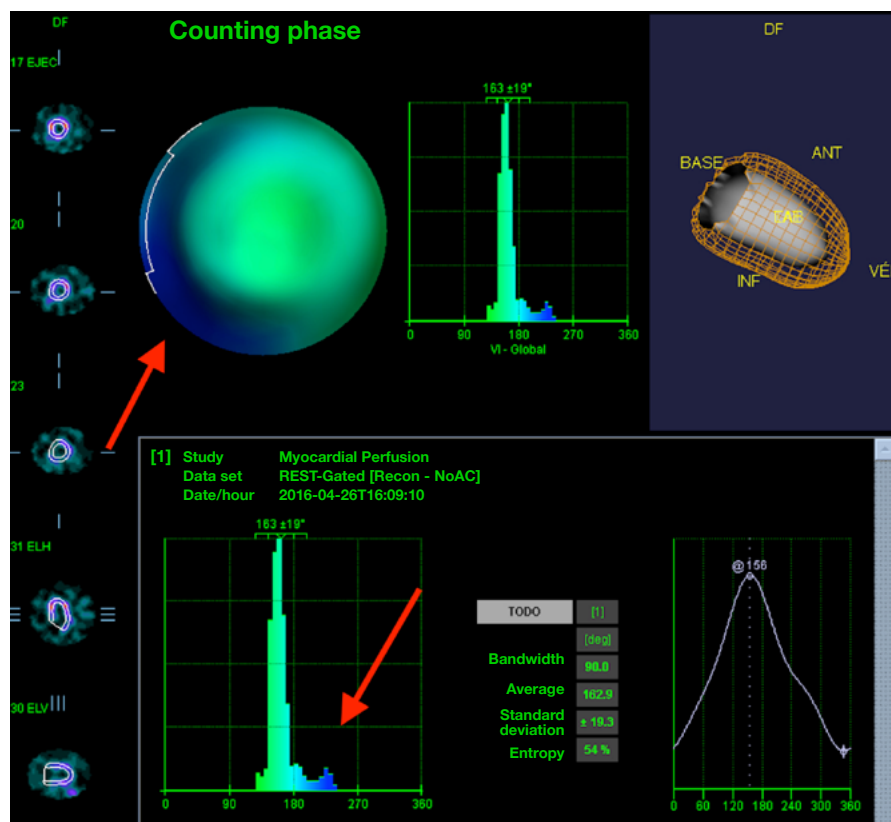 DF
Counting phase
DF
17 EJEC
163 ±19°
ANT
BASE
LAB
20
INF
VÉ
0 90 180 270 360
VI - Global
23
[1] Study Myocardial Perfusion
Data set REST-Gated [Recon - NoAC]
Date/hour 2016-04-26T16:09:10
163 ±19°
31 ELH
@156
TODO [1]
[deg]
Bandwidth 90.0
Average 162.9
Standard deviation ± 19.3
Entropy 54 %
30 ELV
0 90 180 270 360
0 60 120 180 240 300 360